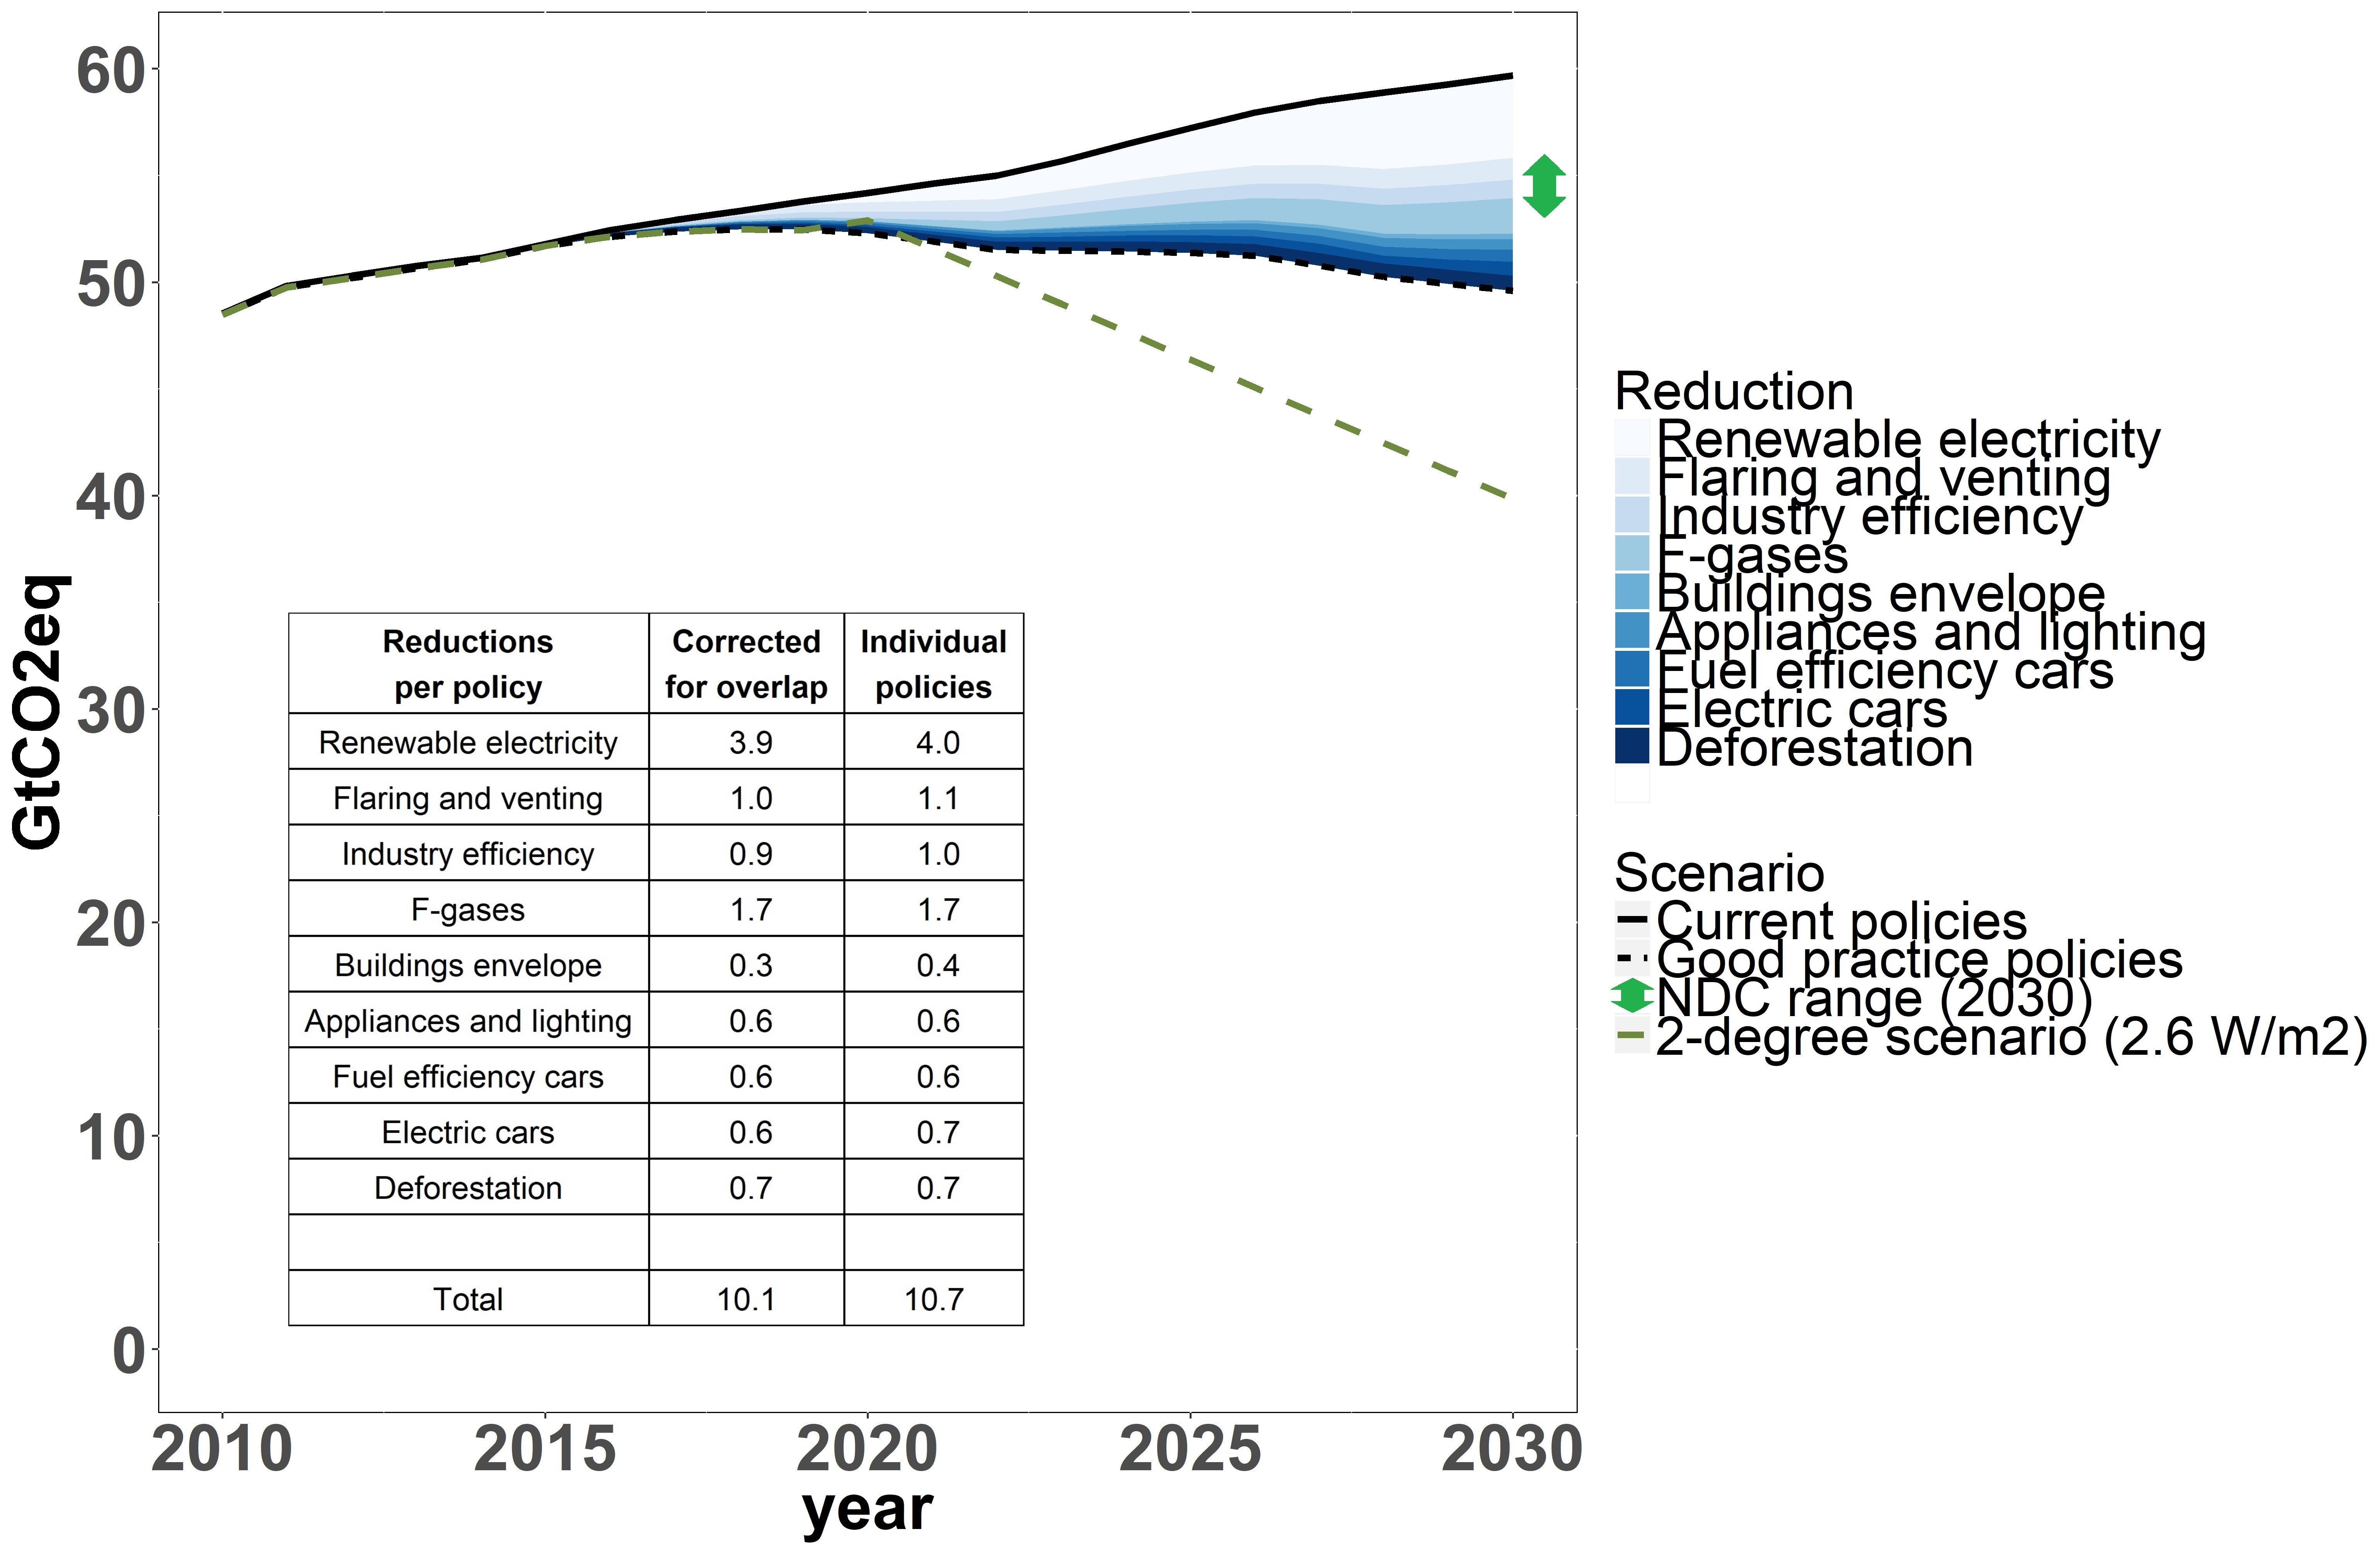 60
50
40
30
20
10
0
GtCO2eq
2010 2015 2020 2025 2030
year
Reductions per policy | Corrected for overlap | Individual policies
Renewable electricity 3.9 4.0
Flaring and venting 1.0 1.1
Industry efficiency 0.9 1.0
F-gases 1.7 1.7
Buildings envelope 0.3 0.4
Appliances and lighting 0.6 0.6
Fuel efficiency cars 0.6 0.6
Electric cars 0.6 0.7
Deforestation 0.7 0.7
Total 10.1 10.7
Reduction
Renewable electricity
Flaring and venting
Industry efficiency
F-gases
Buildings envelope
Appliances and lighting
Fuel efficiency cars
Electric cars
Deforestation
Scenario
Current policies
Good practice policies
NDC range (2030)
2-degree scenario (2.6 W/m2)